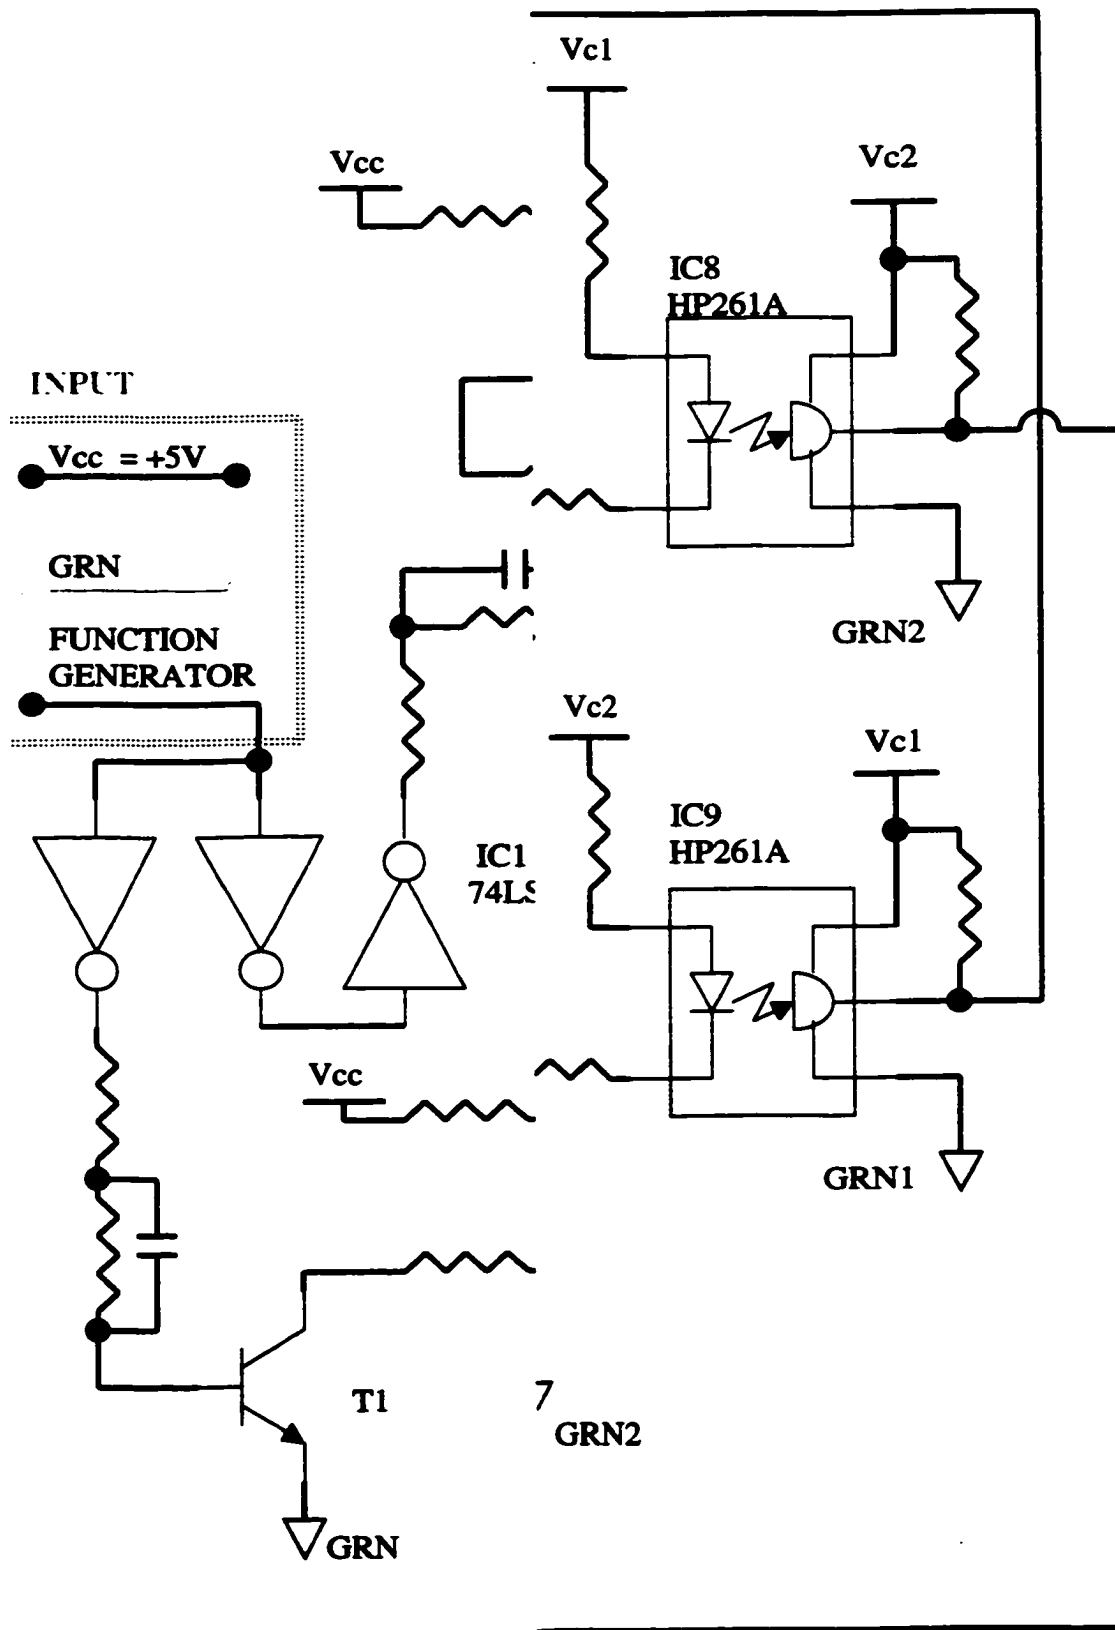 Vc1
Vcc
Vc2
IC8
HP261A
INPUT
Vcc = +5V
GRN
FUNCTION
GENERATOR
GRN2
Vc2
Vc1
IC9
HP261A
IC1
74LS
Vcc
GRN1
T1
GRN2
GRN